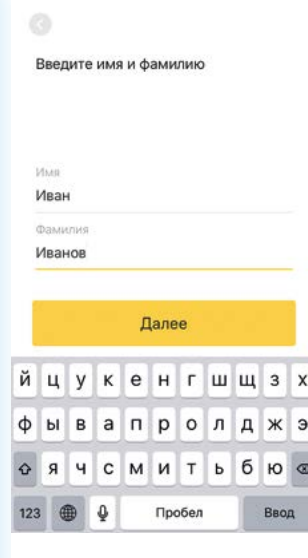 Введите имя и фамилию
Имя
Иван
Фамилия
Иванов
Далее
й ц у к е н г ш щ з х
ф ы в а п р о л д ж э
я ч с м и т ь б ю
123 Пробел Ввод